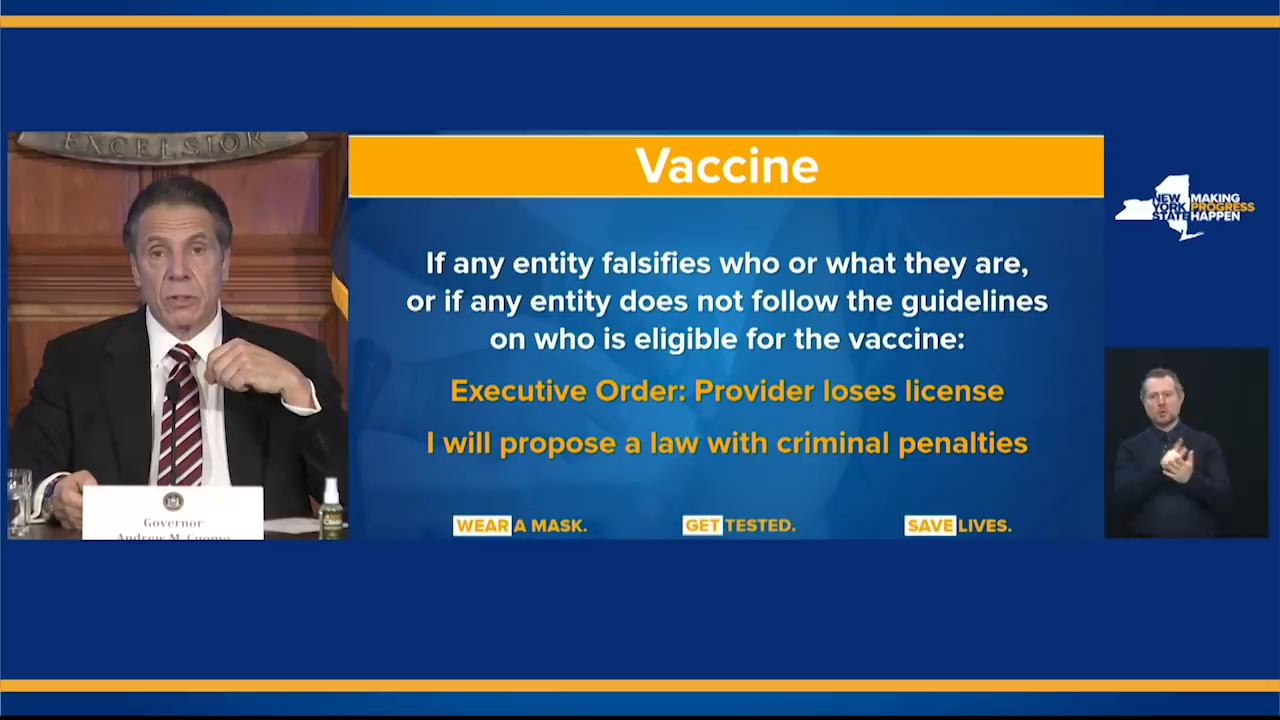 EXCELSIOR
Governor
Andrew M. Cuomo
Vaccine
If any entity falsifies who or what they are,
or if any entity does not follow the guidelines
on who is eligible for the vaccine:
Executive Order: Provider loses license
I will propose a law with criminal penalties
WEAR A MASK.
GET TESTED.
SAVE LIVES.
NEW
YORK
STATE
MAKING
PROGRESS
HAPPEN